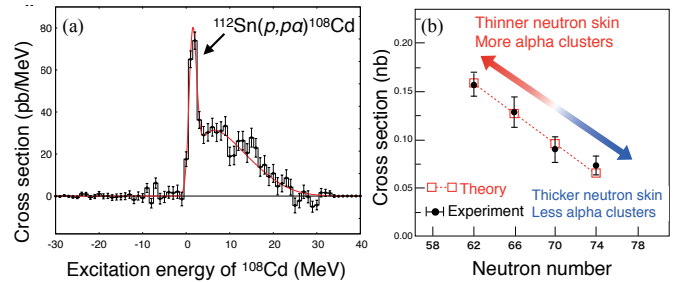 (a)
¹¹²Sn(p,pα)¹⁰⁸Cd
Cross section (pb/MeV)
80
60
40
20
0
-30 -20 -10 0 10 20 30 40
Excitation energy of ¹⁰⁸Cd (MeV)
(b)
Thinner neutron skin
More alpha clusters
Cross section (nb)
0.20
0.15
0.10
0.05
0.00
Theory
Experiment
Thicker neutron skin
Less alpha clusters
58 62 66 70 74 78
Neutron number